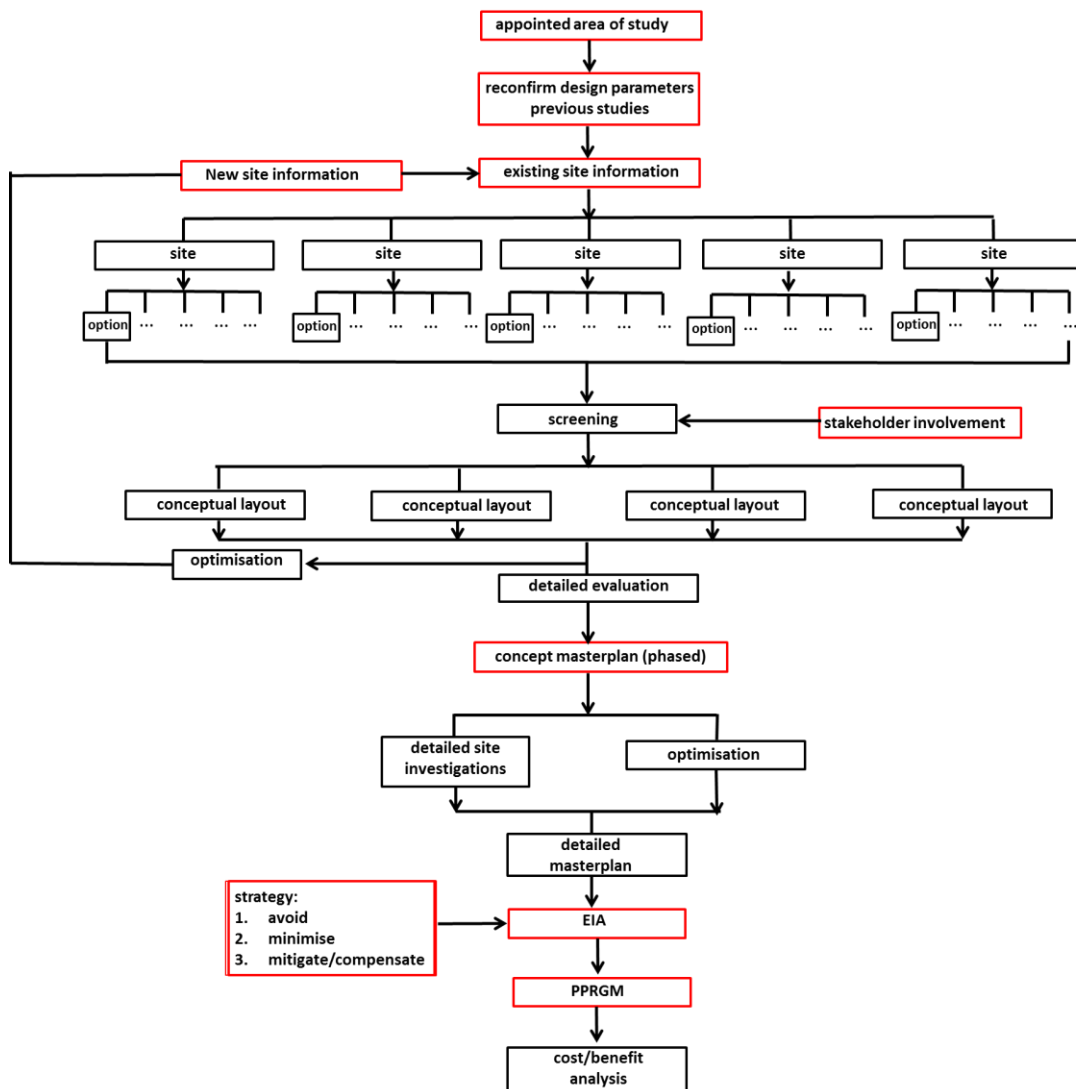 appointed area of study
reconfirm design parameters
previous studies
New site information
existing site information
site
site
site
site
site
option
...
...
...
...
option
...
...
...
...
option
...
...
...
...
option
...
...
...
...
option
...
...
...
...
screening
stakeholder involvement
conceptual layout
conceptual layout
conceptual layout
conceptual layout
optimisation
detailed evaluation
concept masterplan (phased)
detailed site
investigations
optimisation
detailed
masterplan
strategy:
1. avoid
2. minimise
3. mitigate/compensate
EIA
PPRGM
cost/benefit
analysis